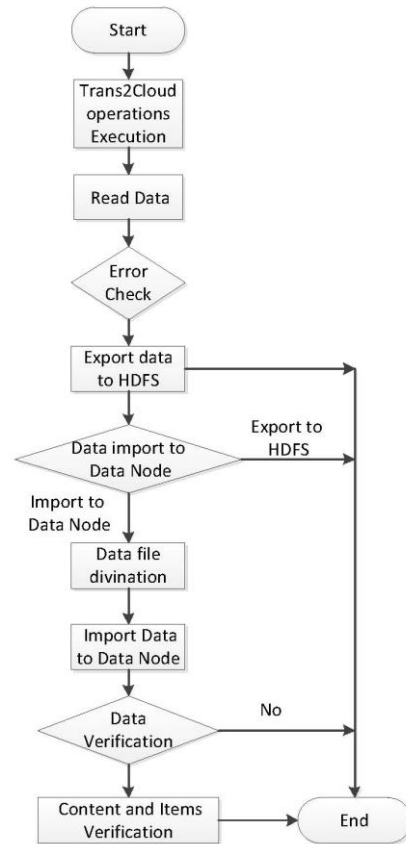 Start
Trans2Cloud
operations
Execution
Read Data
Error
Check
Export data
to HDFS
Data import to
Data Node
Export to
HDFS
Import to
Data Node
Data file
divination
Import Data
to Data Node
Data
Verification
No
Content and Items
Verification
End